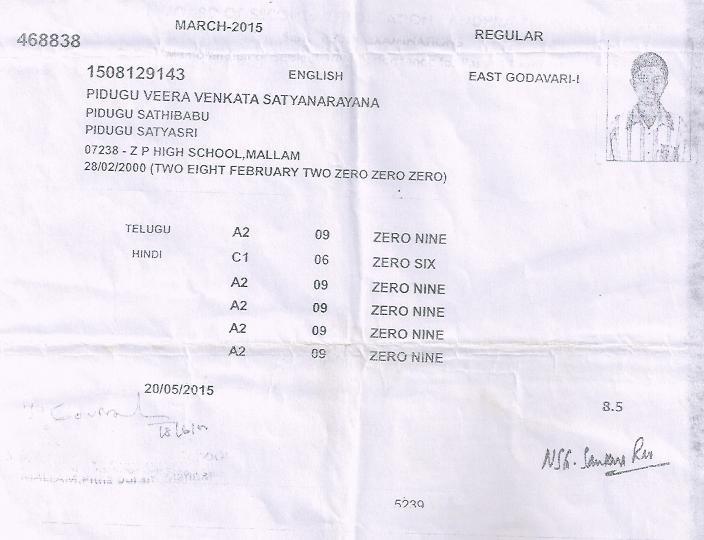 MARCH-2015
468838
REGULAR
1508129143 ENGLISH EAST GODAVARI-I
PIDUGU VEERA VENKATA SATYANARAYANA
PIDUGU SATHIBABU
PIDUGU SATYASRI
07238 - Z P HIGH SCHOOL,MALLAM
28/02/2000 (TWO EIGHT FEBRUARY TWO ZERO ZERO ZERO)
TELUGU A2 09 ZERO NINE
HINDI C1 06 ZERO SIX
A2 09 ZERO NINE
A2 09 ZERO NINE
A2 09 ZERO NINE
A2 09 ZERO NINE
20/05/2015
8.5
5239